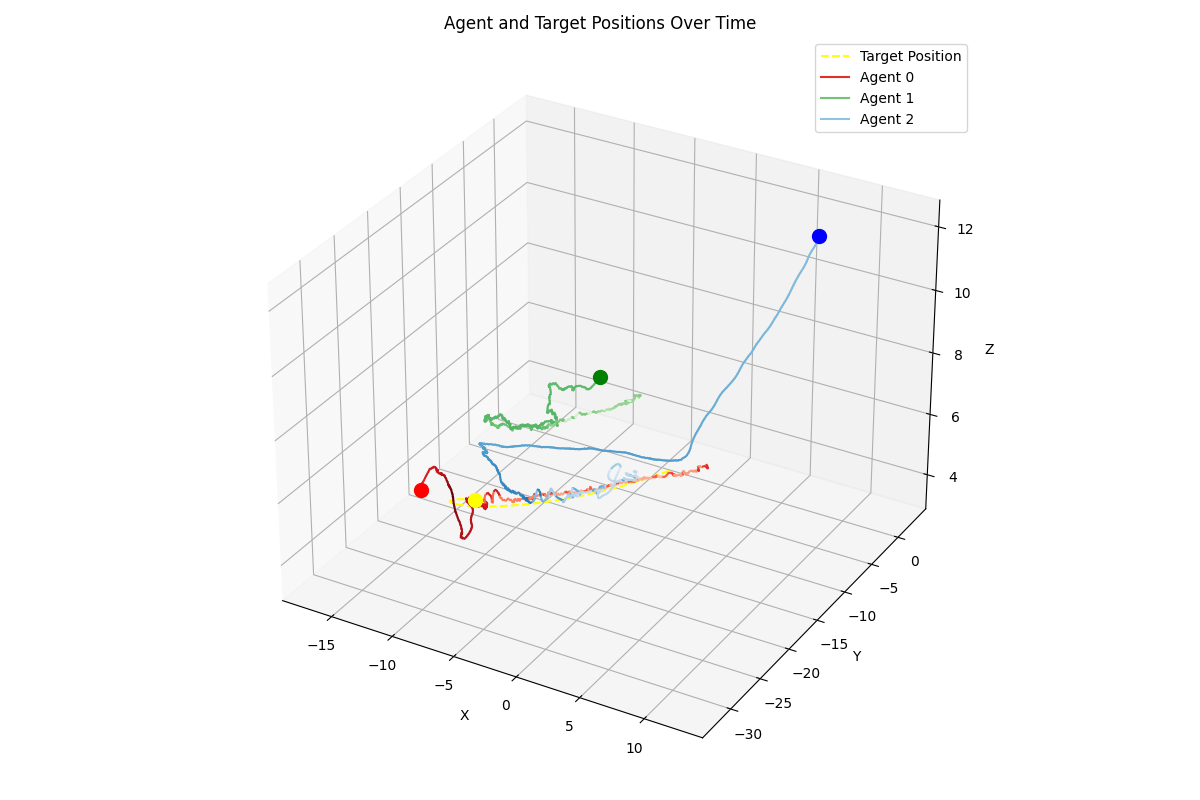 Agent and Target Positions Over Time
Target Position
Agent 0
Agent 1
Agent 2
12
10
8
6
4
Z
0
−5
−10
−15
−20
−25
−30
Y
−15
−10
−5
0
5
10
X